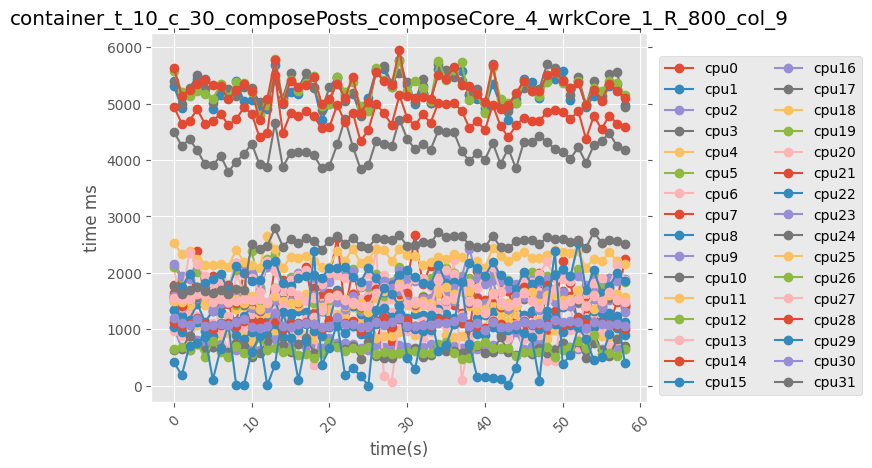 container_t_10_c_30_composePosts_composeCore_4_wrkCore_1_R_800_col_9
6000
5000
4000
3000
2000
1000
0
time ms
0
10
20
30
40
50
60
time(s)
cpu0
cpu1
cpu2
cpu3
cpu4
cpu5
cpu6
cpu7
cpu8
cpu9
cpu10
cpu11
cpu12
cpu13
cpu14
cpu15
cpu16
cpu17
cpu18
cpu19
cpu20
cpu21
cpu22
cpu23
cpu24
cpu25
cpu26
cpu27
cpu28
cpu29
cpu30
cpu31